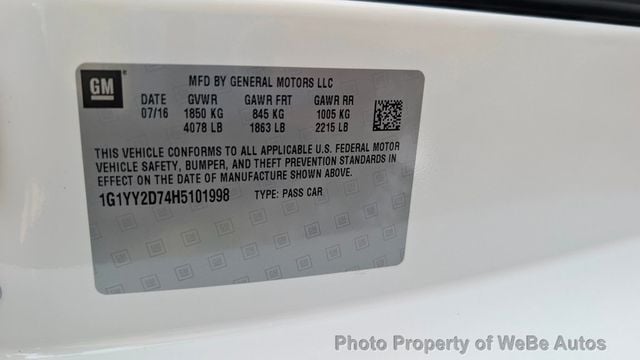 GM
MFD BY GENERAL MOTORS LLC
DATE GVWR GAWR FRT GAWR RR
07/16 1850 KG 845 KG 1005 KG
4078 LB 1863 LB 2215 LB
THIS VEHICLE CONFORMS TO ALL APPLICABLE U.S. FEDERAL MOTOR
VEHICLE SAFETY, BUMPER, AND THEFT PREVENTION STANDARDS IN
EFFECT ON THE DATE OF MANUFACTURE SHOWN ABOVE.
1G1YY2D74H5101998 TYPE: PASS CAR
Photo Property of WeBe Autos